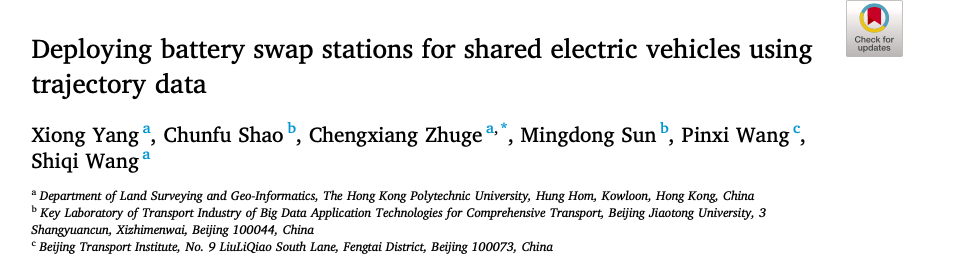 Check for
updates
Deploying battery swap stations for shared electric vehicles using
trajectory data
Xiong Yang a, Chunfu Shao b, Chengxiang Zhuge a,*, Mingdong Sun b, Pinxi Wang c,
Shiqi Wang a
a Department of Land Surveying and Geo-Informatics, The Hong Kong Polytechnic University, Hung Hom, Kowloon, Hong Kong, China
b Key Laboratory of Transport Industry of Big Data Application Technologies for Comprehensive Transport, Beijing Jiaotong University, 3
Shangyuancun, Xizhimenwai, Beijing 100044, China
c Beijing Transport Institute, No. 9 LiuLiQiao South Lane, Fengtai District, Beijing 100073, China